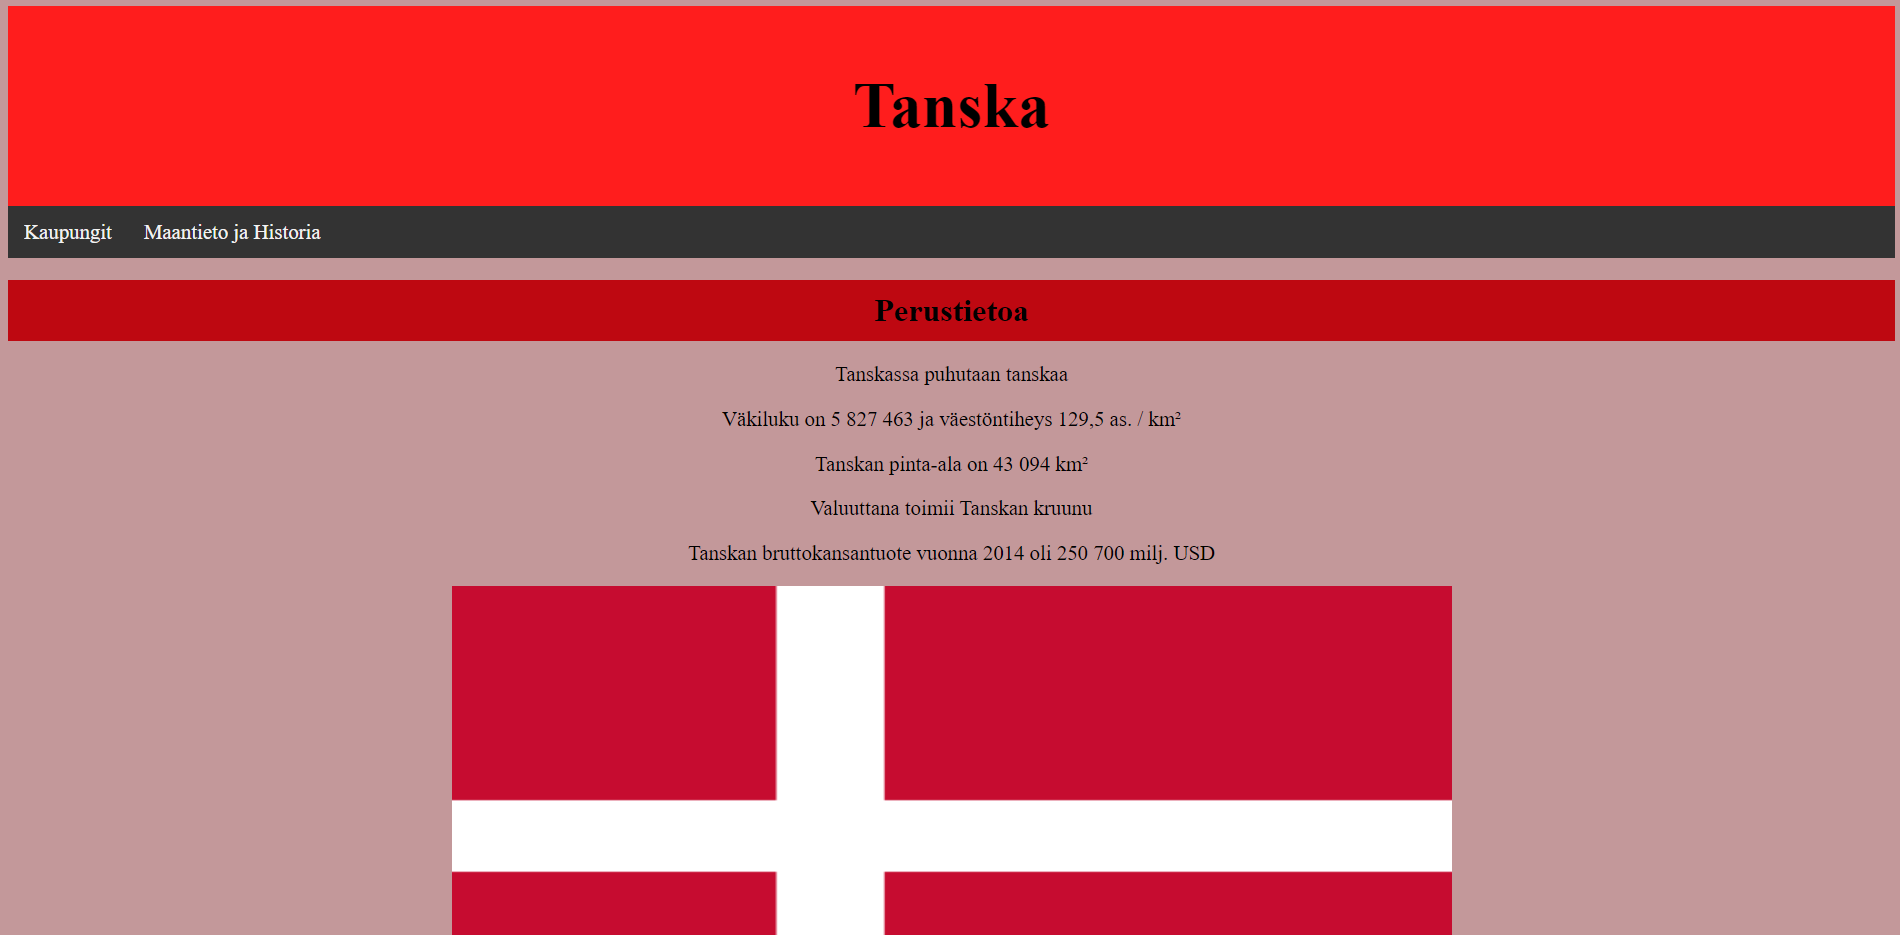 Tanska
Kaupungit Maantieto ja Historia
Perustietoa
Tanskassa puhutaan tanskaa
Väkiluku on 5 827 463 ja väestöntiheys 129,5 as. / km²
Tanskan pinta-ala on 43 094 km²
Valuuttana toimii Tanskan kruunu
Tanskan bruttokansantuote vuonna 2014 oli 250 700 milj. USD